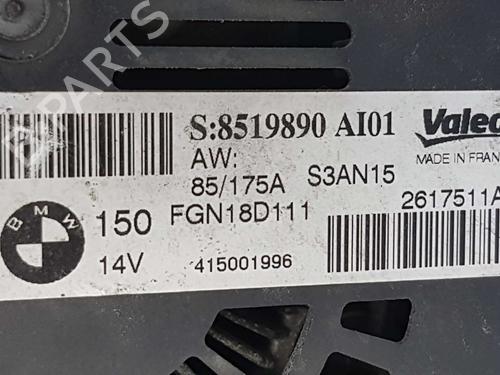 B-PARTS
S:8519890 AI01 Valeo
AW: MADE IN FRAN
85/175A S3AN15
BMW 150 FGN18D111 2617511A
14V 415001996